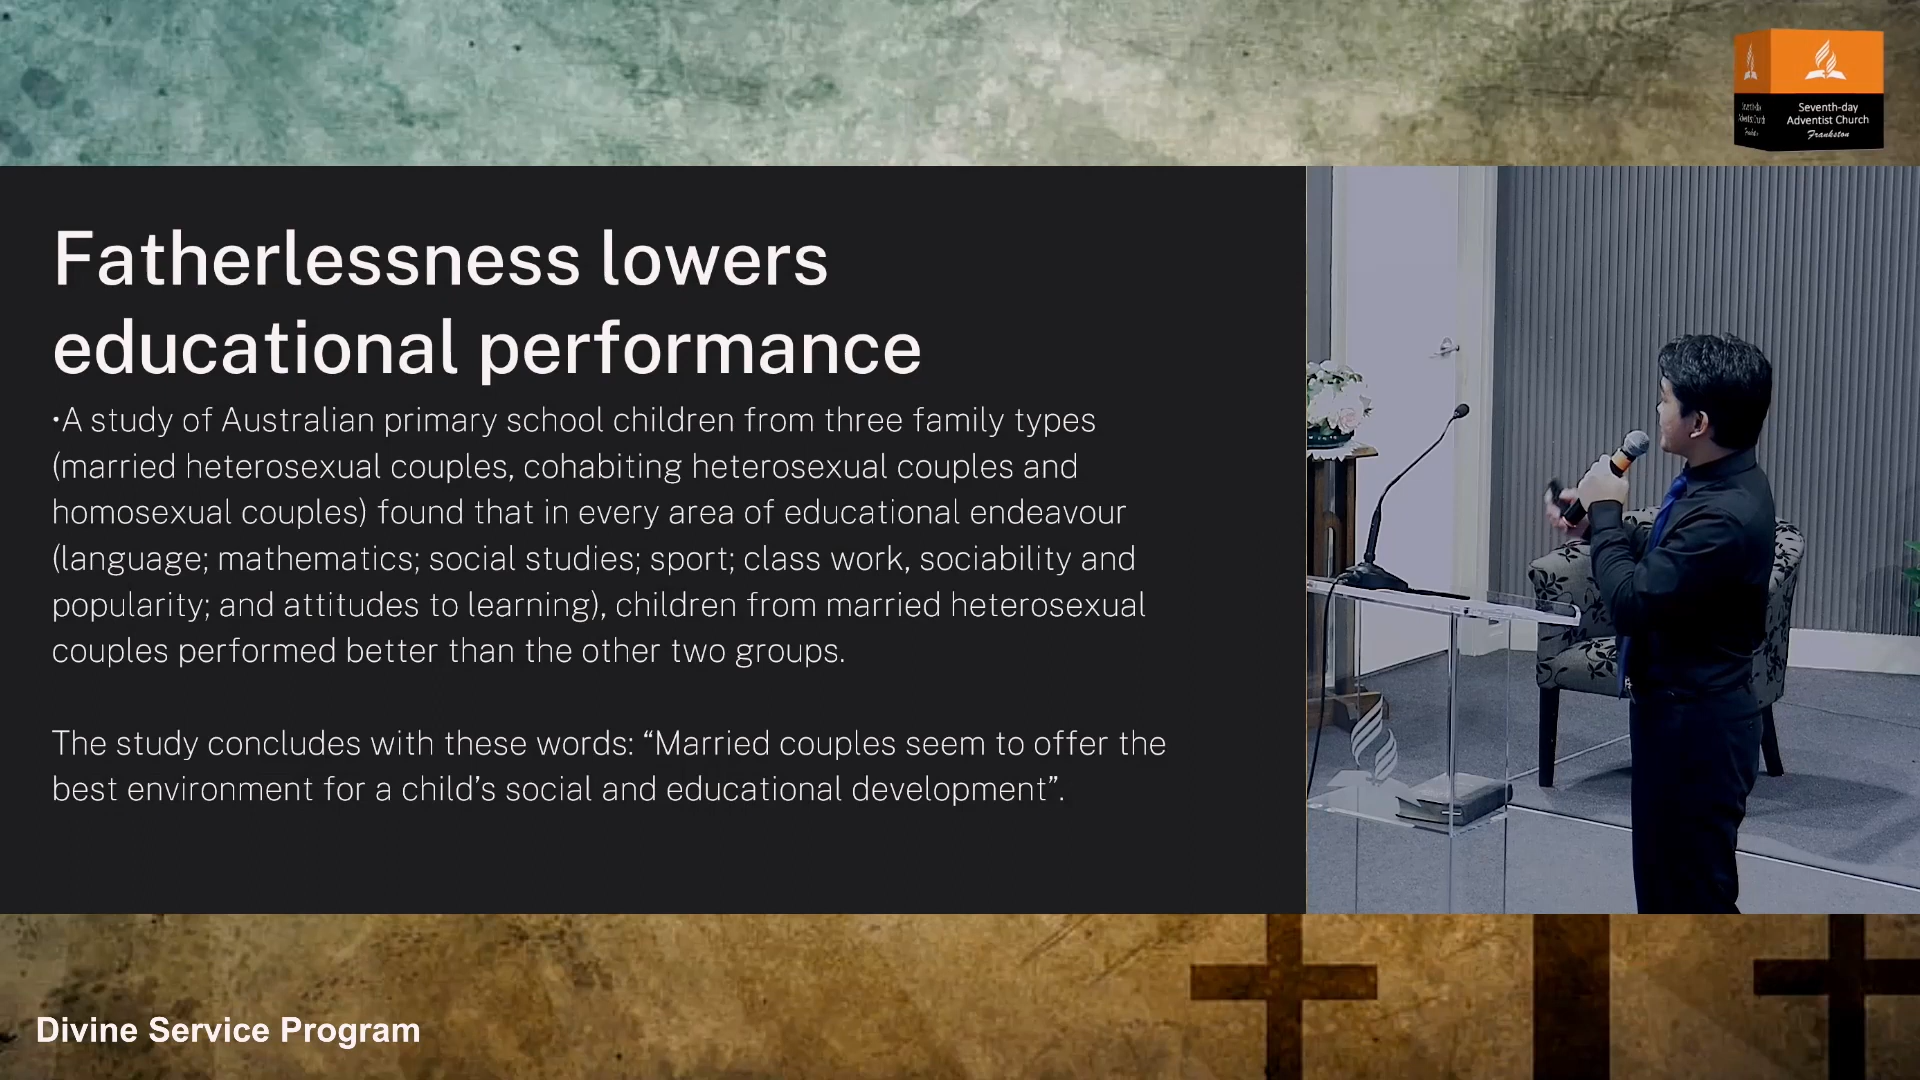 Seventh-day
Adventist Church
Frankston
Fatherlessness lowers
educational performance
•A study of Australian primary school children from three family types
(married heterosexual couples, cohabiting heterosexual couples and
homosexual couples) found that in every area of educational endeavour
(language; mathematics; social studies; sport; class work, sociability and
popularity; and attitudes to learning), children from married heterosexual
couples performed better than the other two groups.
The study concludes with these words: “Married couples seem to offer the
best environment for a child’s social and educational development”.
Divine Service Program